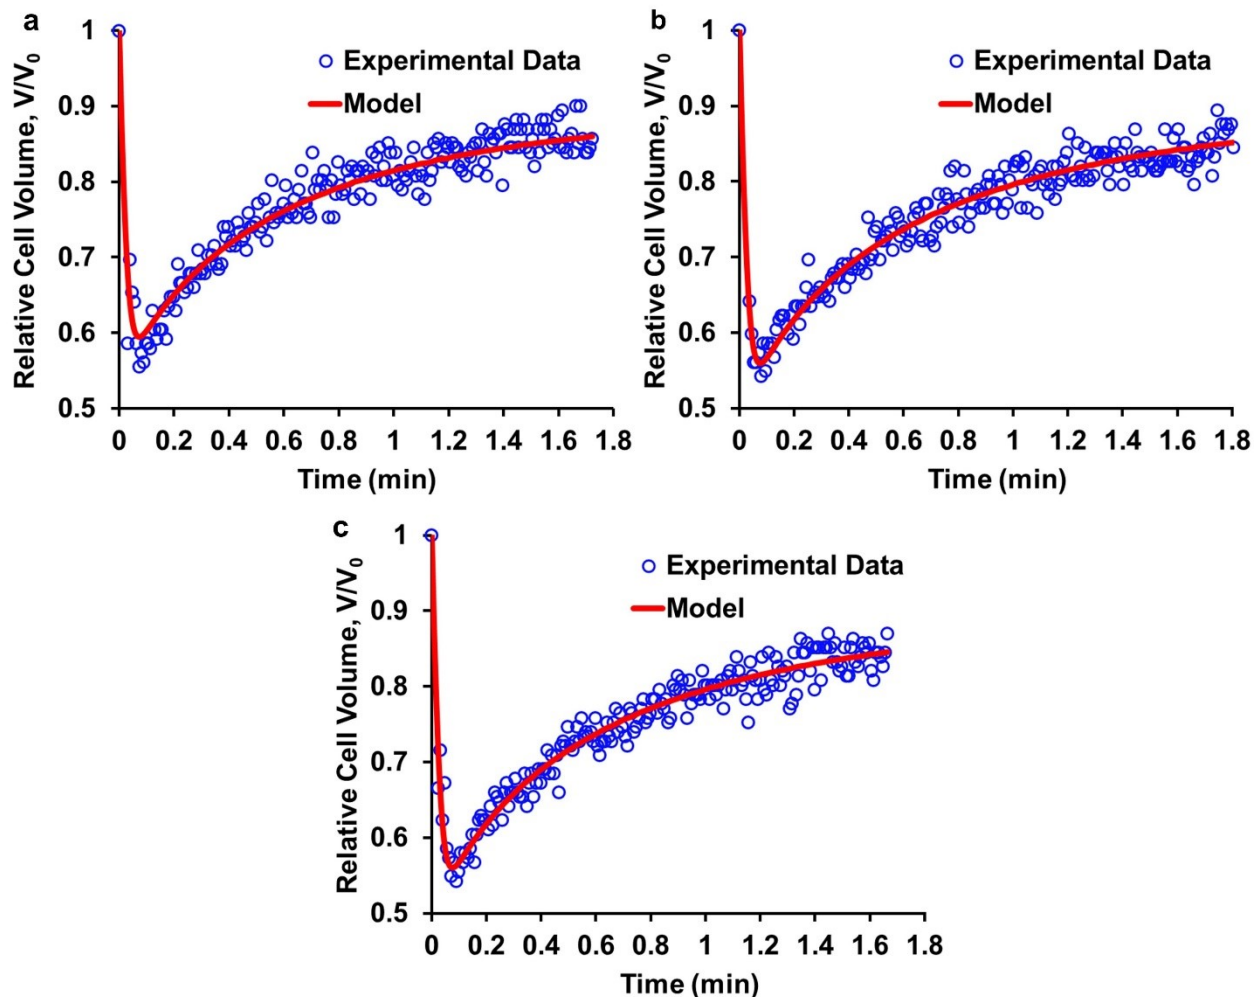 a
Relative Cell Volume, V/V₀
1
0.9
0.8
0.7
0.6
0.5
Experimental Data
Model
0 0.2 0.4 0.6 0.8 1 1.2 1.4 1.6 1.8
Time (min)
b
Relative Cell Volume, V/V₀
1
0.9
0.8
0.7
0.6
0.5
Experimental Data
Model
0 0.2 0.4 0.6 0.8 1 1.2 1.4 1.6 1.8
Time (min)
c
Relative Cell Volume, V/V₀
1
0.9
0.8
0.7
0.6
0.5
Experimental Data
Model
0 0.2 0.4 0.6 0.8 1 1.2 1.4 1.6 1.8
Time (min)